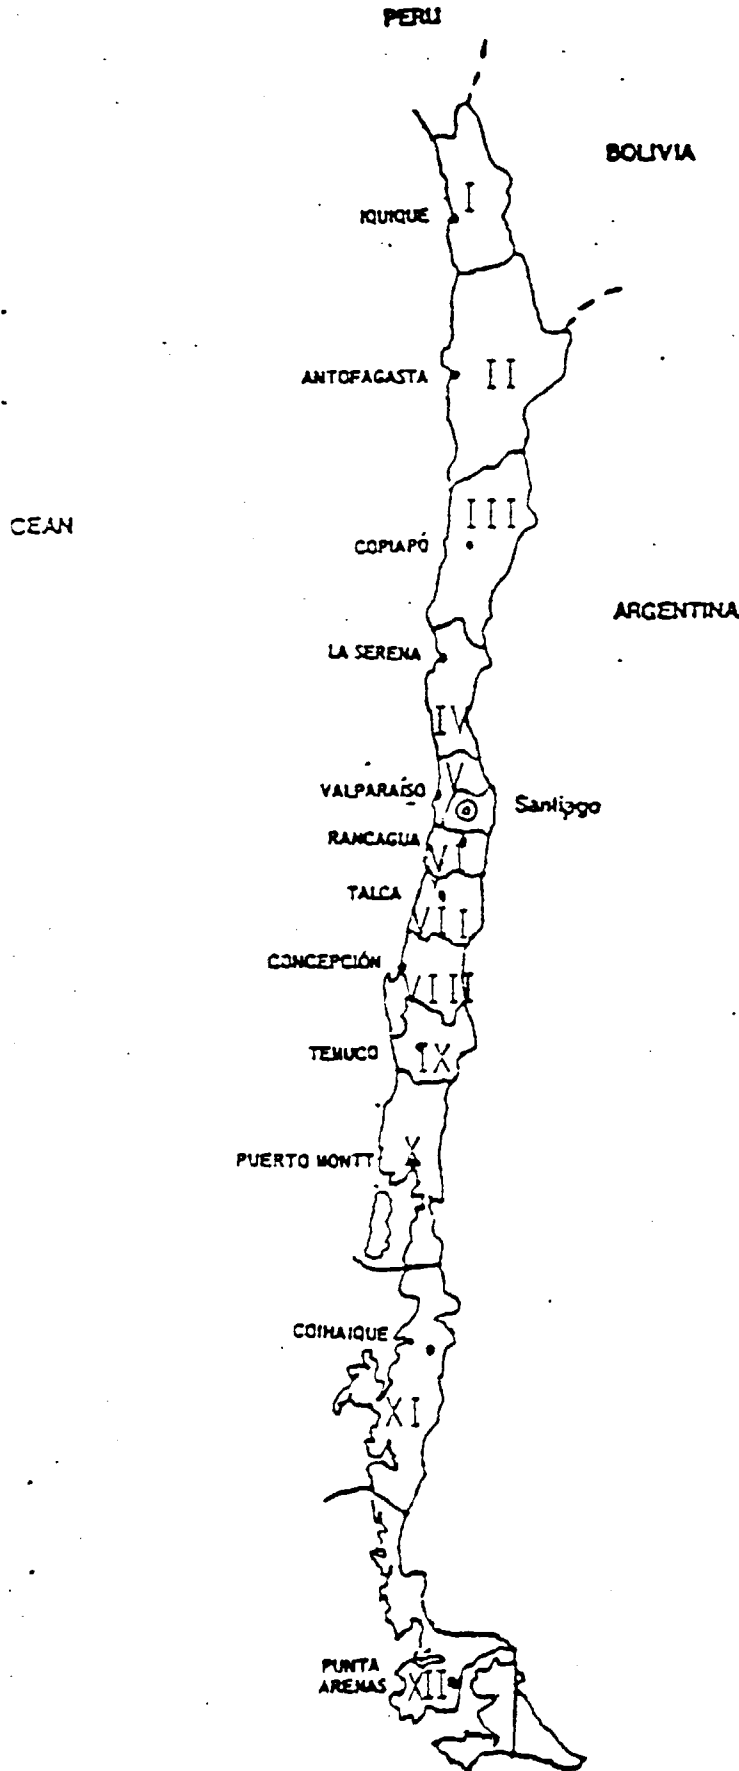 PERU
BOLIVIA
I
IQUIQUE
II
ANTOFAGASTA
III
CEAN
COPIAPÓ
ARGENTINA
LA SERENA
IV
V
VALPARAÍSO
Santiago
RANCAGUA
VI
TALCA
VII
CONCEPCIÓN
VIII
TEMUCO
IX
X
PUERTO MONTT
COIHAIQUE
XI
PUNTA
ARENAS
XII